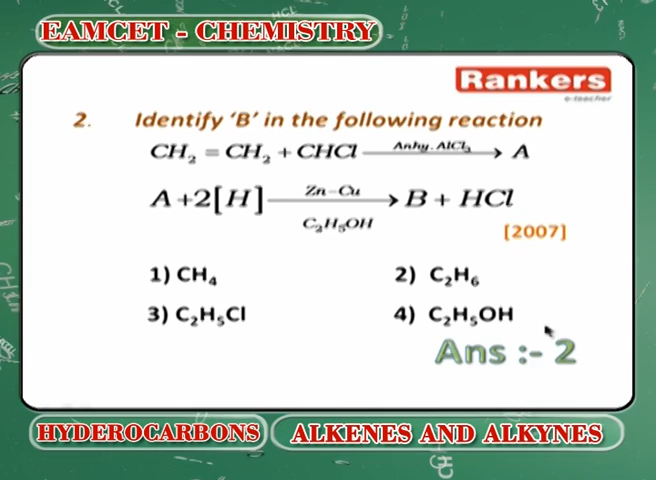 EAMCET - CHEMISTRY
Rankers
e-teacher
2. Identify 'B' in the following reaction
CH₂ = CH₂ + CHCl —Anhy. AlCl₃→ A
A +2[H] —Zn-Cu / C₂H₅OH→ B + HCl
[2007]
1) CH₄ 2) C₂H₆
3) C₂H₅Cl 4) C₂H₅OH
Ans :- 2
HYDEROCARBONS ALKENES AND ALKYNES